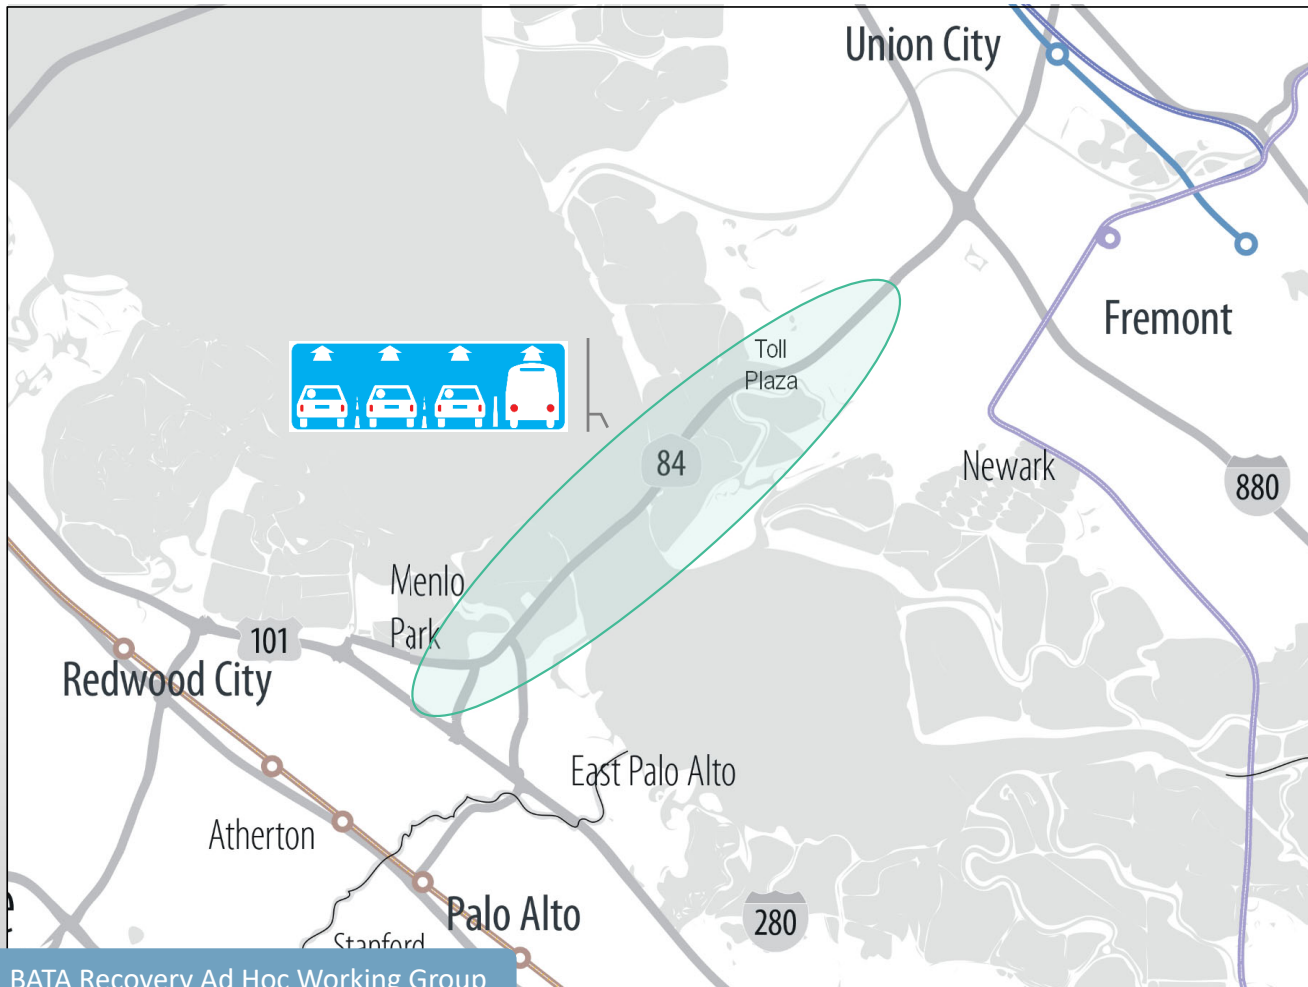 Union City
Fremont
Toll
Plaza
84
Newark
880
Menlo
Park
101
Redwood City
East Palo Alto
Atherton
Palo Alto
280
Stanford
BATA Recovery Ad Hoc Working Group